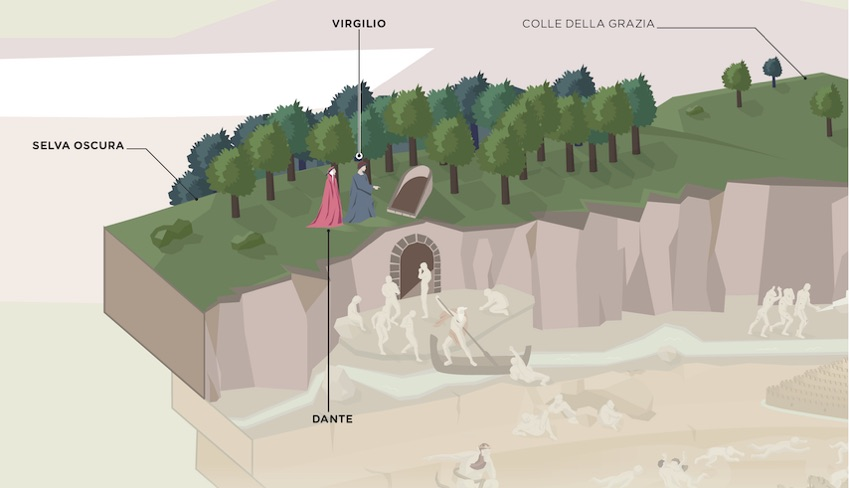 VIRGILIO
COLLE DELLA GRAZIA
SELVA OSCURA
DANTE